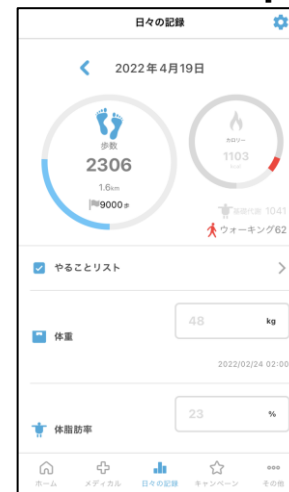 日々の記録
2022年4月19日
歩数
2306
1.6km
9000歩
カロリー
1103
kcal
基礎代謝 1041
ウォーキング62
やることリスト
体重
48 kg
2022/02/24 02:00
体脂肪率
23 %
ホーム メディカル 日々の記録 キャンペーン その他